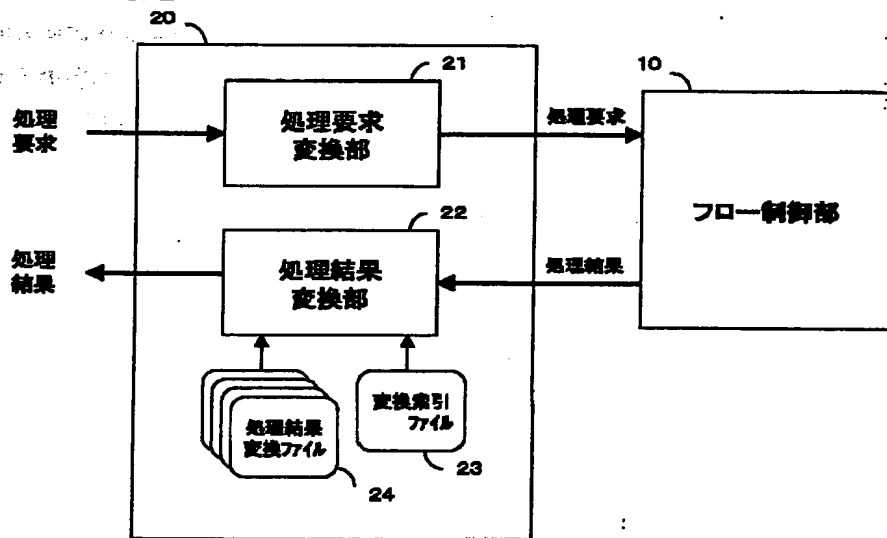 20
21
10
処理
要求
処理要求
変換部
処理要求
フロー制御部
22
処理
結果
処理結果
変換部
処理結果
処理結果
変換ファイル
変換索引
ファイル
23
24